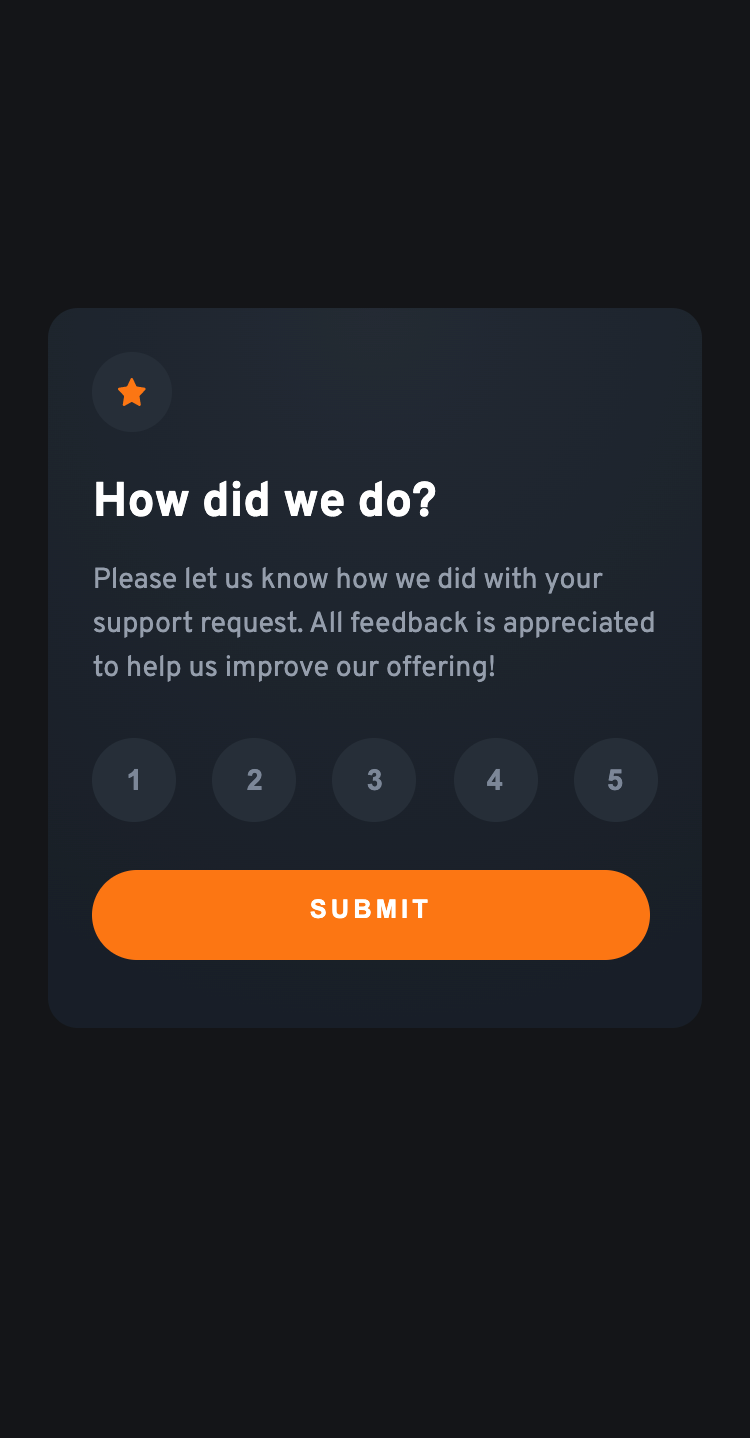 How did we do?
Please let us know how we did with your
support request. All feedback is appreciated
to help us improve our offering!
1 2 3 4 5
SUBMIT